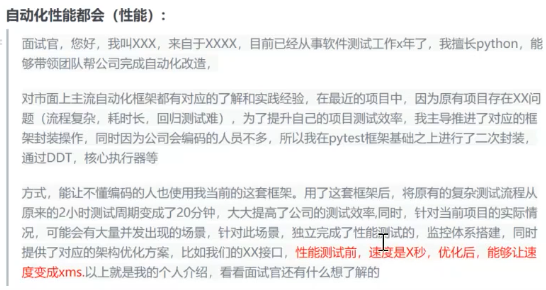 自动化性能都会（性能）：
面试官，您好，我叫XXX，来自于XXXX，目前已经从事软件测试工作x年了，我擅长python，能
够带领团队帮公司完成自动化改造，
对市面上主流自动化框架都有对应的了解和实践经验，在最近的项目中，因为原有项目存在XX问
题（流程复杂，耗时长，回归测试难），为了提升自己的项目测试效率，我主导推进了对应的框
架封装操作，同时因为公司会编码的人员不多，所以我在pytest框架基础之上进行了二次封装，
通过DDT，核心执行器等
方式，能让不懂编码的人也使用我当前的这套框架。用了这套框架后，将原有的复杂测试流程从
原来的2小时测试周期变成了20分钟，大大提高了公司的测试效率,同时，针对当前项目的实际情
况，可能会有大量并发出现的场景，针对此场景，独立完成了性能测试的，监控体系搭建，同时
提供了对应的架构优化方案，比如我们的XX接口，性能测试前，速度是X秒，优化后，能够让速
度变成xms.以上就是我的个人介绍，看看面试官还有什么想了解的